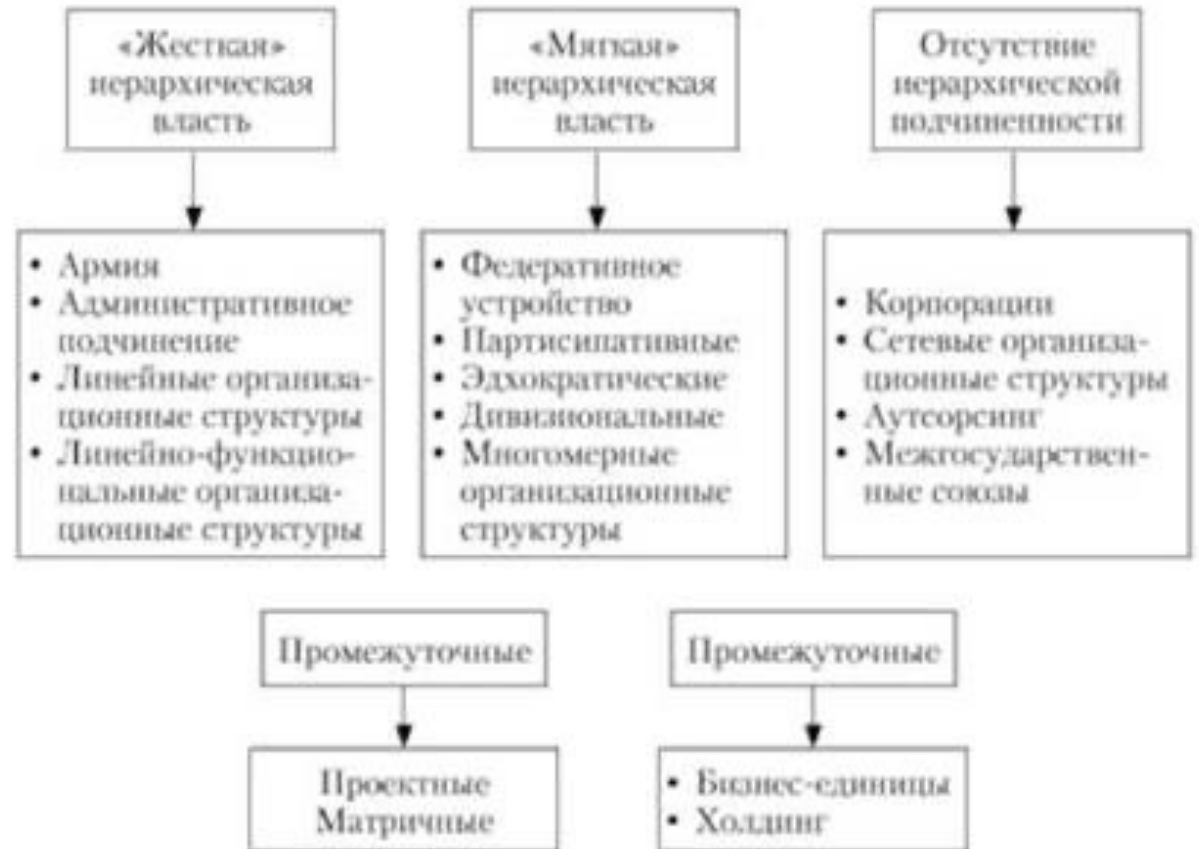 «Жесткая»
иерархическая
власть
«Мягкая»
иерархическая
власть
Отсутствие
иерархической
подчиненности
• Армия
• Административное
подчинение
• Линейные организа-
ционные структуры
• Линейно-функцио-
нальные организа-
ционные структуры
• Федеративное
устройство
• Партисипативные
• Эдхократические
• Дивизиональные
• Многомерные
организационные
структуры
• Корпорации
• Сетевые организа-
ционные структуры
• Аутсорсинг
• Межгосударствен-
ные союзы
Промежуточные
Промежуточные
Проектные
Матричные
• Бизнес-единицы
• Холдинг